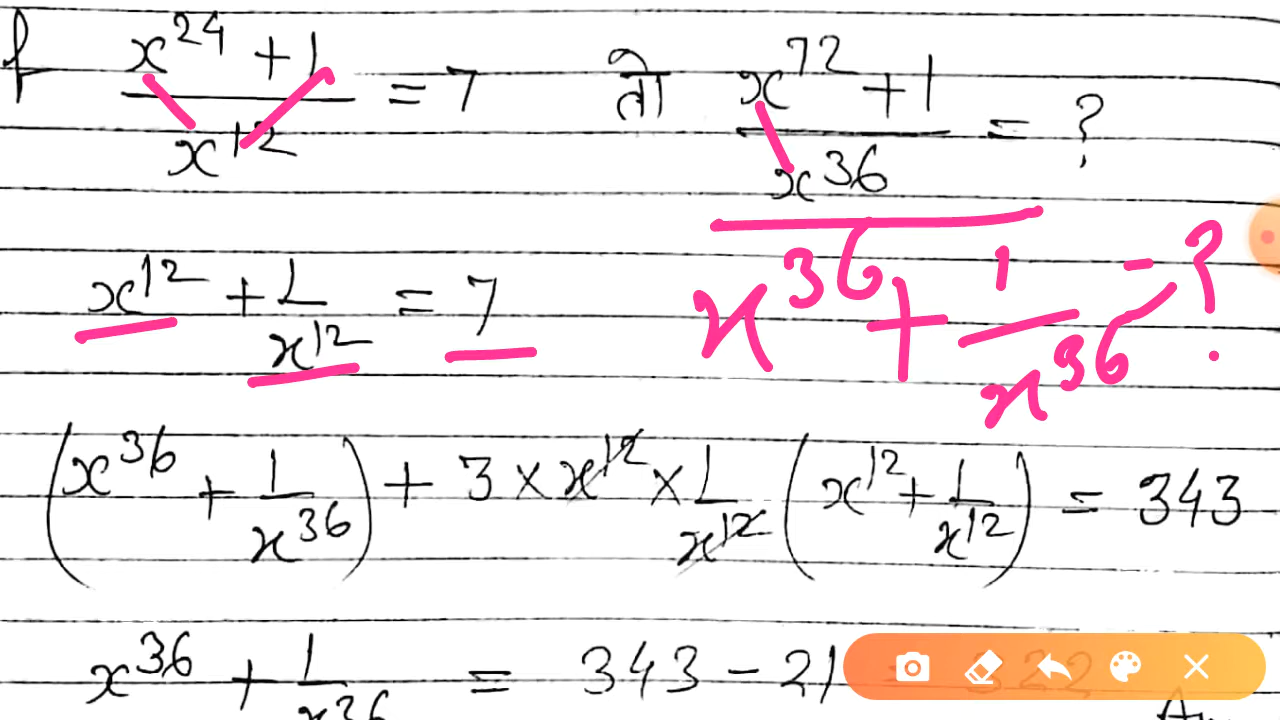 (x^24 + 1)/x^12 = 7 तो (x^72 + 1)/x^36 = ?
x^36 + 1/x^36 = ?
x^12 + 1/x^12 = 7
(x^36 + 1/x^36) + 3 × x^12 × 1/x^12 (x^12 + 1/x^12) = 343
x^36 + 1/x^36 = 343 - 21 = 322